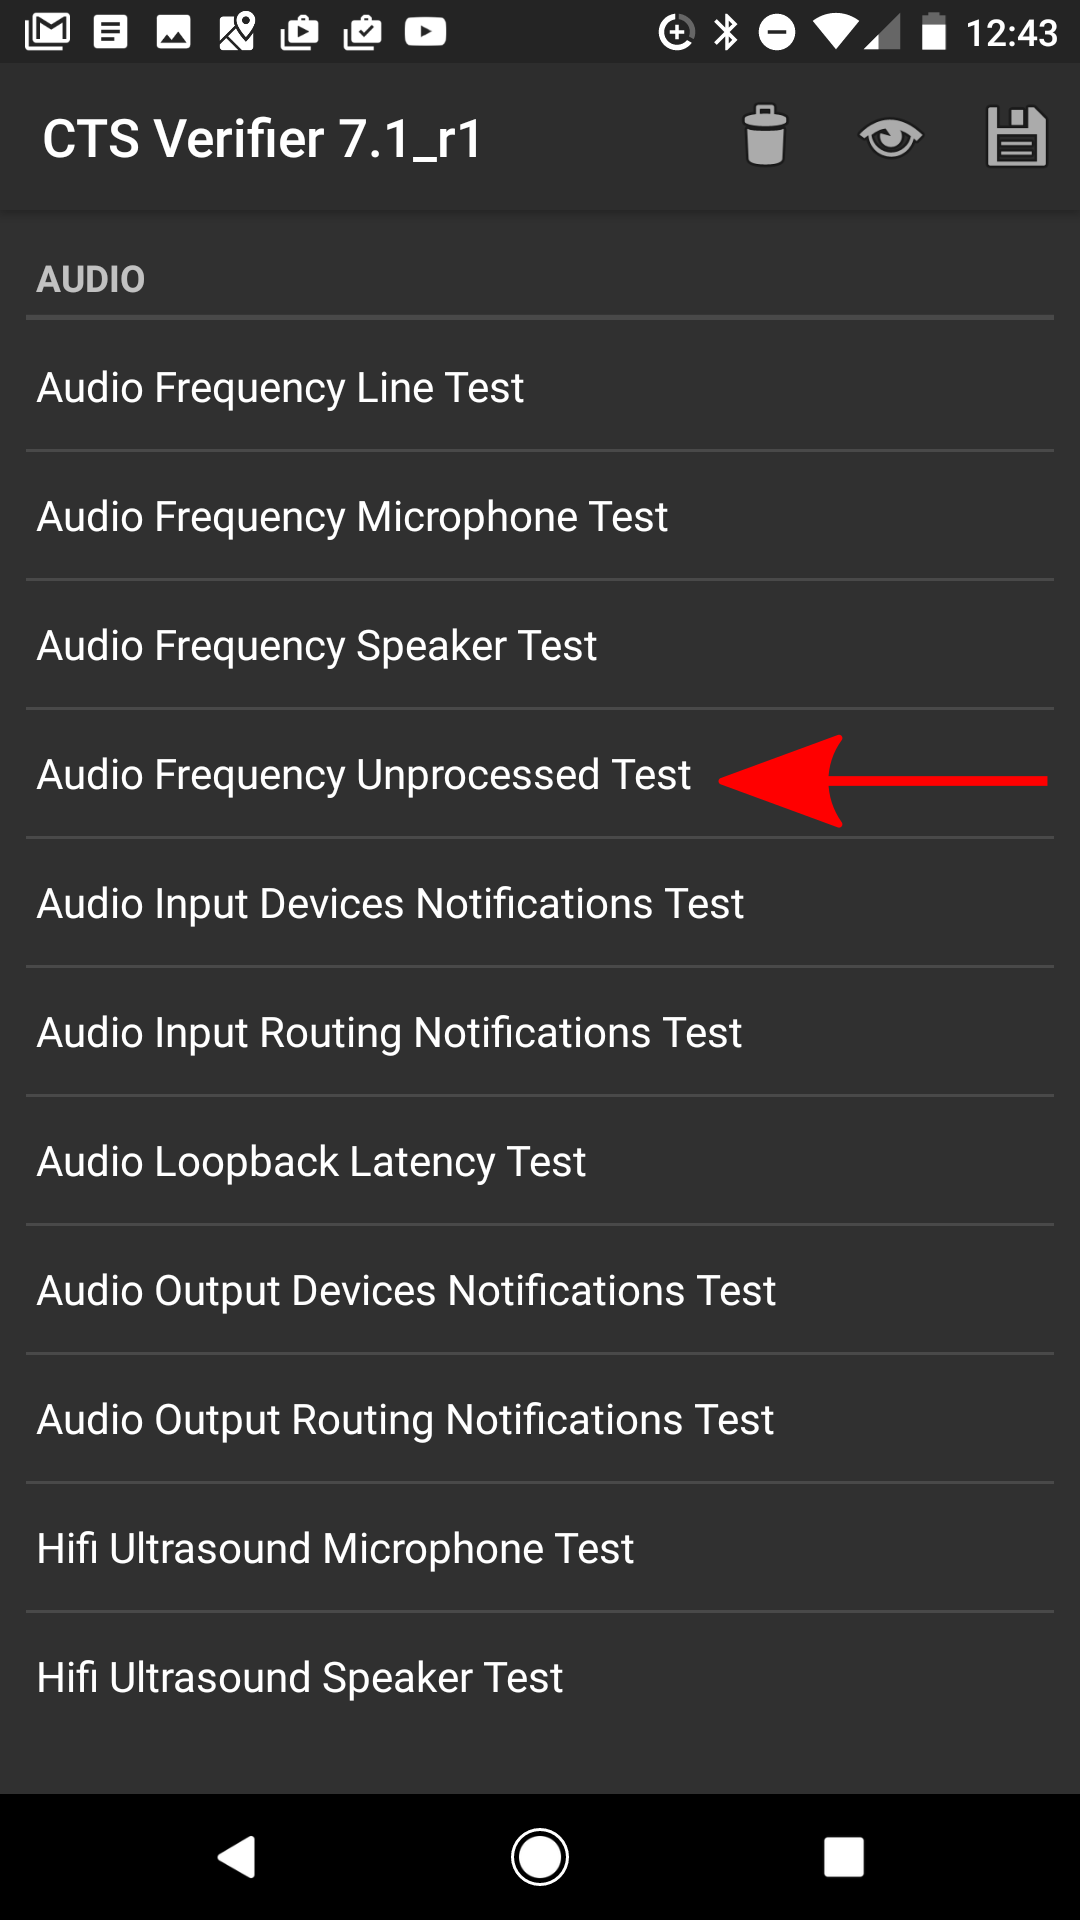 12:43
CTS Verifier 7.1_r1
AUDIO
Audio Frequency Line Test
Audio Frequency Microphone Test
Audio Frequency Speaker Test
Audio Frequency Unprocessed Test
Audio Input Devices Notifications Test
Audio Input Routing Notifications Test
Audio Loopback Latency Test
Audio Output Devices Notifications Test
Audio Output Routing Notifications Test
Hifi Ultrasound Microphone Test
Hifi Ultrasound Speaker Test